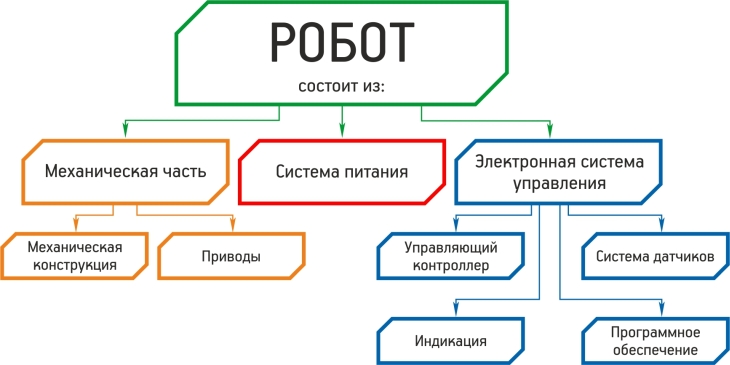 РОБОТ
состоит из:
Механическая часть
Система питания
Электронная система
управления
Механическая
конструкция
Приводы
Управляющий
контроллер
Система датчиков
Индикация
Программное
обеспечение